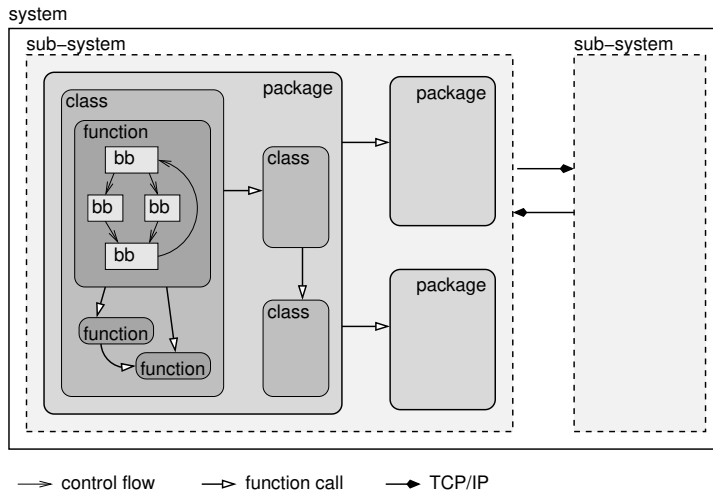 system
sub–system
sub–system
package
package
class
function
bb
class
bb
bb
bb
package
class
function
function
control flow
function call
TCP/IP